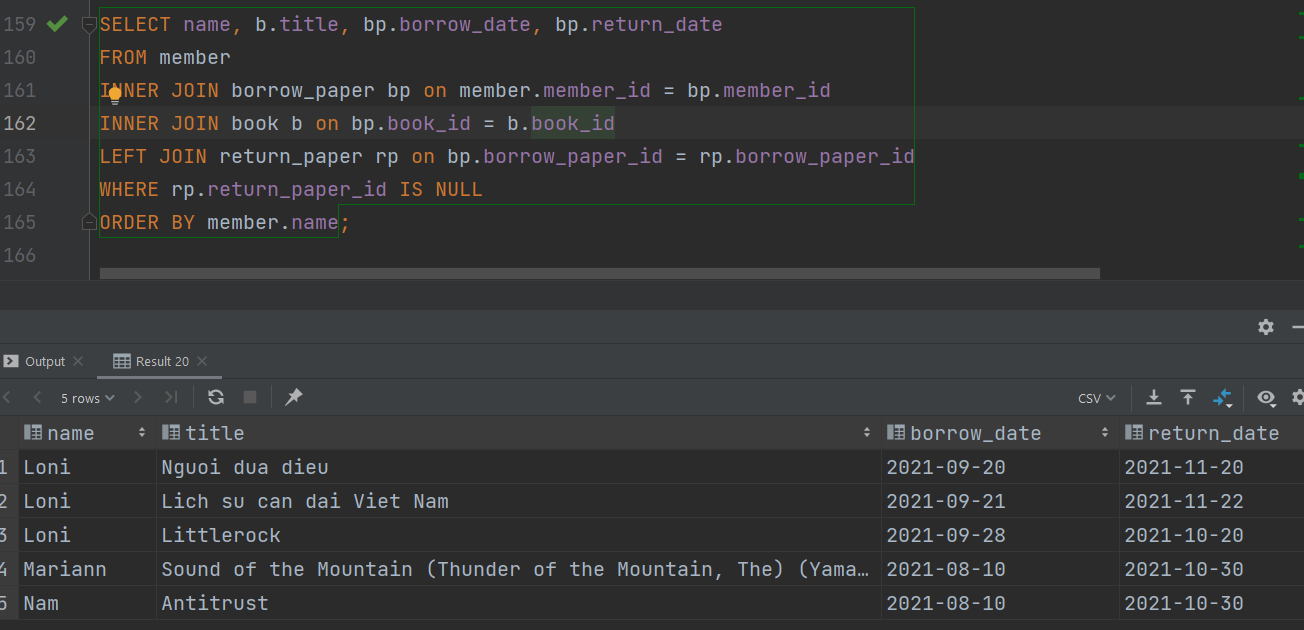 159 SELECT name, b.title, bp.borrow_date, bp.return_date
160 FROM member
161 INNER JOIN borrow_paper bp on member.member_id = bp.member_id
162 INNER JOIN book b on bp.book_id = b.book_id
163 LEFT JOIN return_paper rp on bp.borrow_paper_id = rp.borrow_paper_id
164 WHERE rp.return_paper_id IS NULL
165 ORDER BY member.name;
166
Output Result 20
5 rows CSV
name title borrow_date return_date
1 Loni Nguoi dua dieu 2021-09-20 2021-11-20
2 Loni Lich su can dai Viet Nam 2021-09-21 2021-11-22
3 Loni Littlerock 2021-09-28 2021-10-20
4 Mariann Sound of the Mountain (Thunder of the Mountain, The) (Yama… 2021-08-10 2021-10-30
5 Nam Antitrust 2021-08-10 2021-10-30